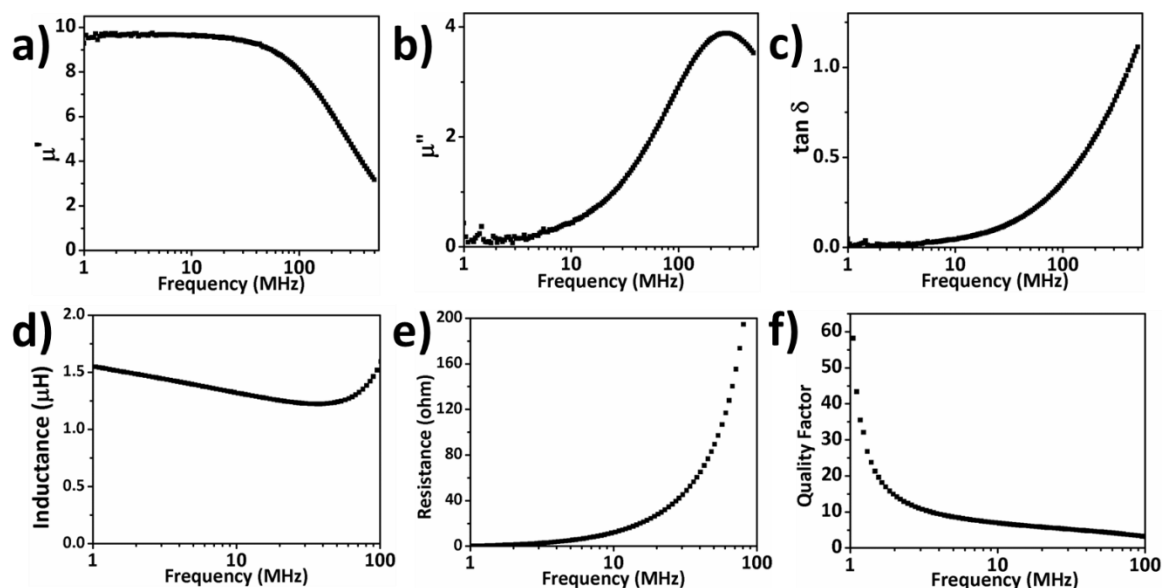 a)
μ'
10
8
6
4
2
0
1 10 100
Frequency (MHz)
b)
μ"
4
2
0
1 10 100
Frequency (MHz)
c)
tan δ
1.0
0.5
0.0
1 10 100
Frequency (MHz)
d)
Inductance (μH)
2.0
1.5
1.0
0.5
0.0
1 10 100
Frequency (MHz)
e)
Resistance (ohm)
200
160
120
80
40
0
1 10 100
Frequency (MHz)
f)
Quality Factor
60
50
40
30
20
10
0
1 10 100
Frequency (MHz)